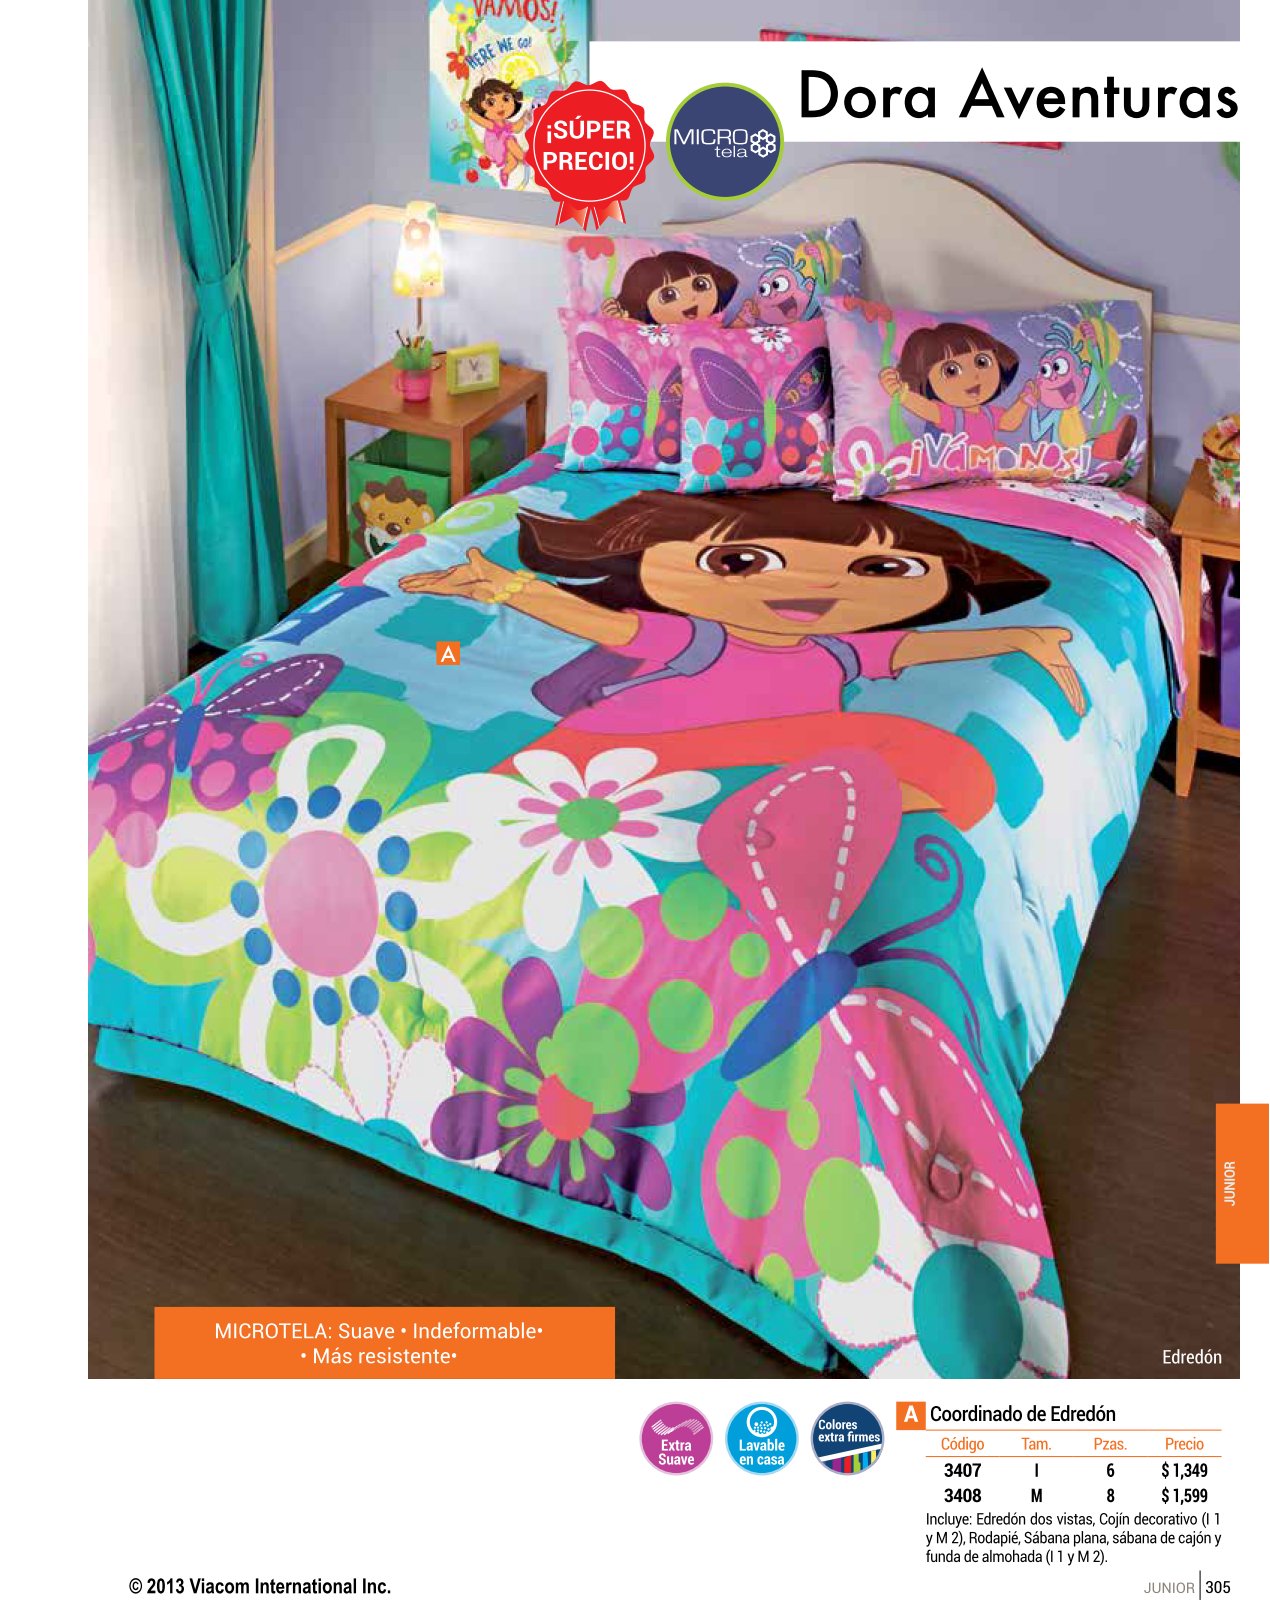 VAMOS!
HERE WE GO!
Dora Aventuras
¡SÚPER
PRECIO!
MICRO
tela
DORA
¡VÁMONOS!
A
JUNIOR
MICROTELA: Suave • Indeformable•
• Más resistente•
Edredón
Extra
Suave
Lavable
en casa
Colores
extra firmes
A Coordinado de Edredón
Código Tam. Pzas. Precio
3407 I 6 $ 1,349
3408 M 8 $ 1,599
Incluye: Edredón dos vistas, Cojín decorativo (I 1
y M 2), Rodapié, Sábana plana, sábana de cajón y
funda de almohada (I 1 y M 2).
© 2013 Viacom International Inc.
JUNIOR 305